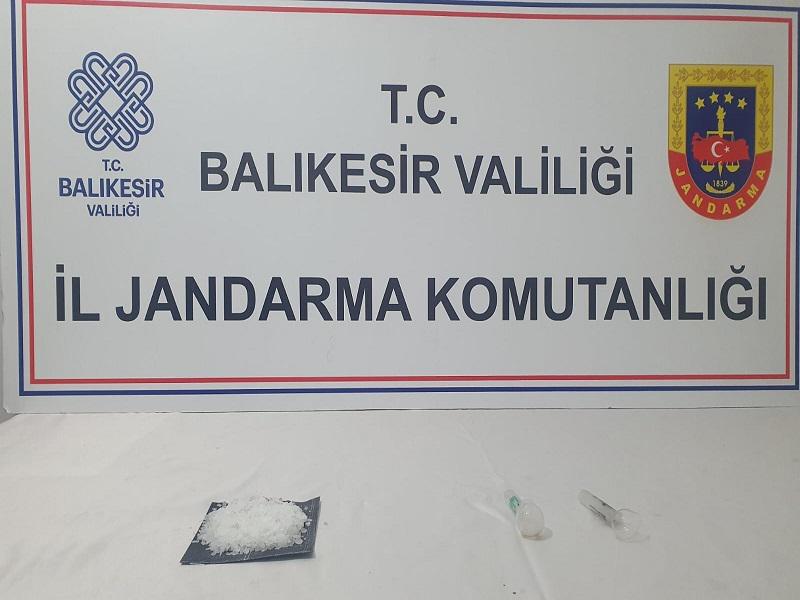 T.C.
BALIKESİR
VALİLİĞİ
T.C.
BALIKESİR VALİLİĞİ
İL JANDARMA KOMUTANLIĞI
1839
JANDARMA